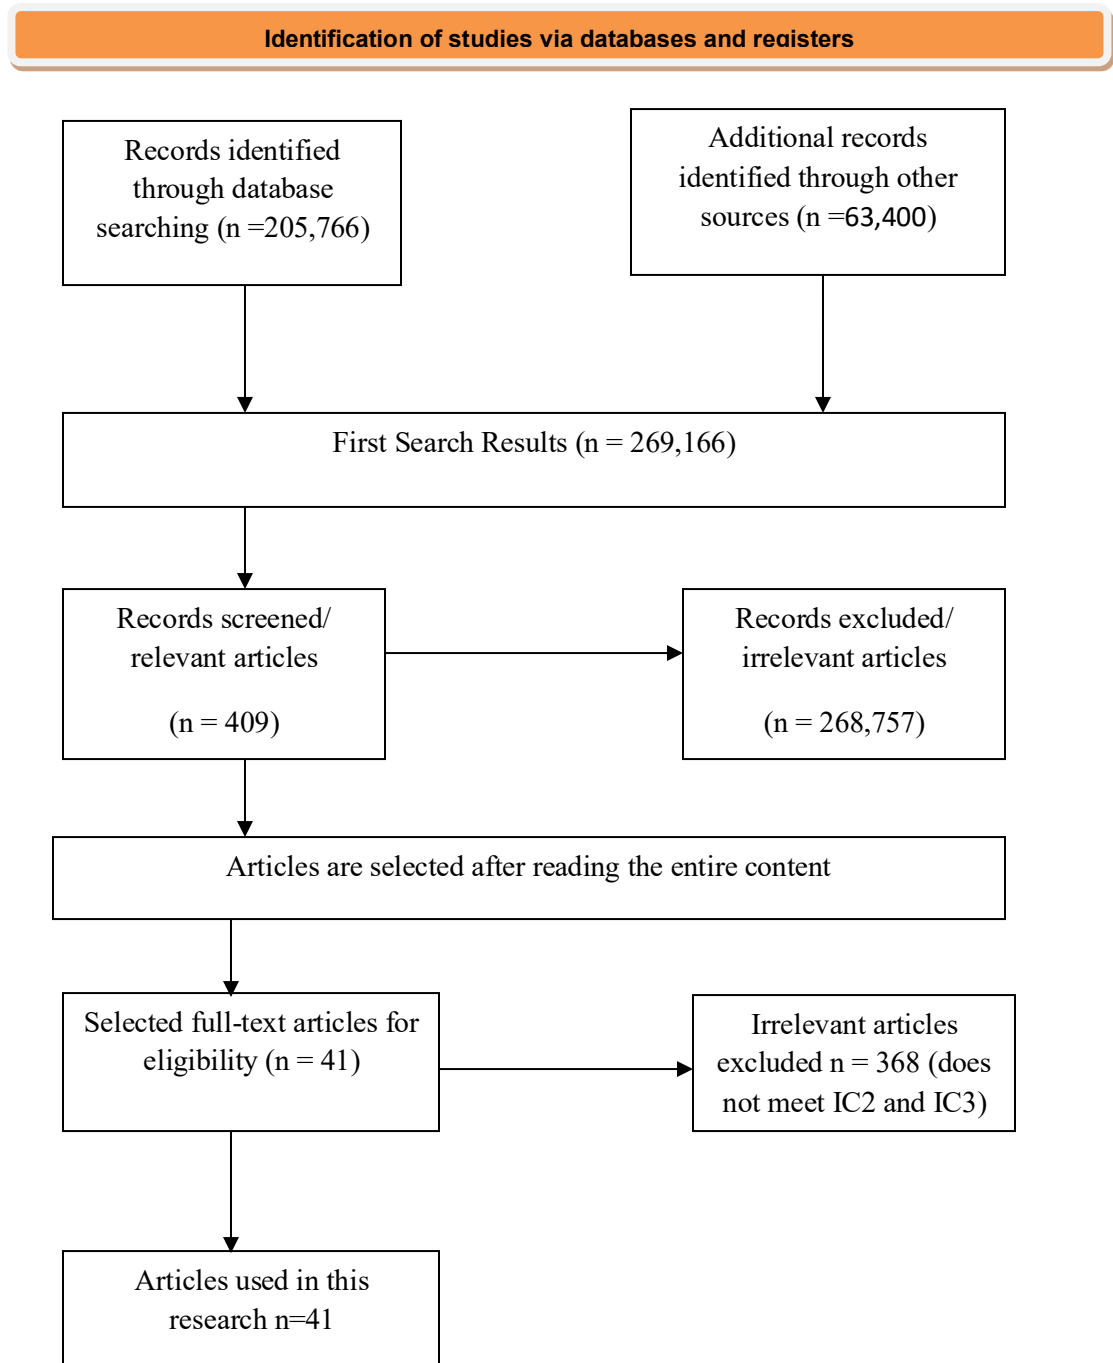 Identification of studies via databases and registers
Records identified
through database
searching (n =205,766)
Additional records
identified through other
sources (n =63,400)
First Search Results (n = 269,166)
Records screened/
relevant articles
(n = 409)
Records excluded/
irrelevant articles
(n = 268,757)
Articles are selected after reading the entire content
Selected full-text articles for
eligibility (n = 41)
Irrelevant articles
excluded n = 368 (does
not meet IC2 and IC3)
Articles used in this
research n=41